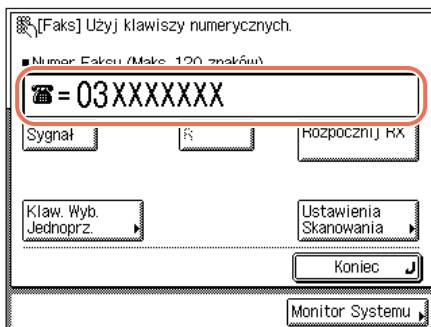 [Faks] Użyj klawiszy numerycznych.
■Numer Faksu (Maks. 120 znaków)
☎=03XXXXXXX
Sygnał
R
Rozpocznij RX
Klaw. Wyb.
Jednoprz.
Ustawienia
Skanowania
Koniec
Monitor Systemu